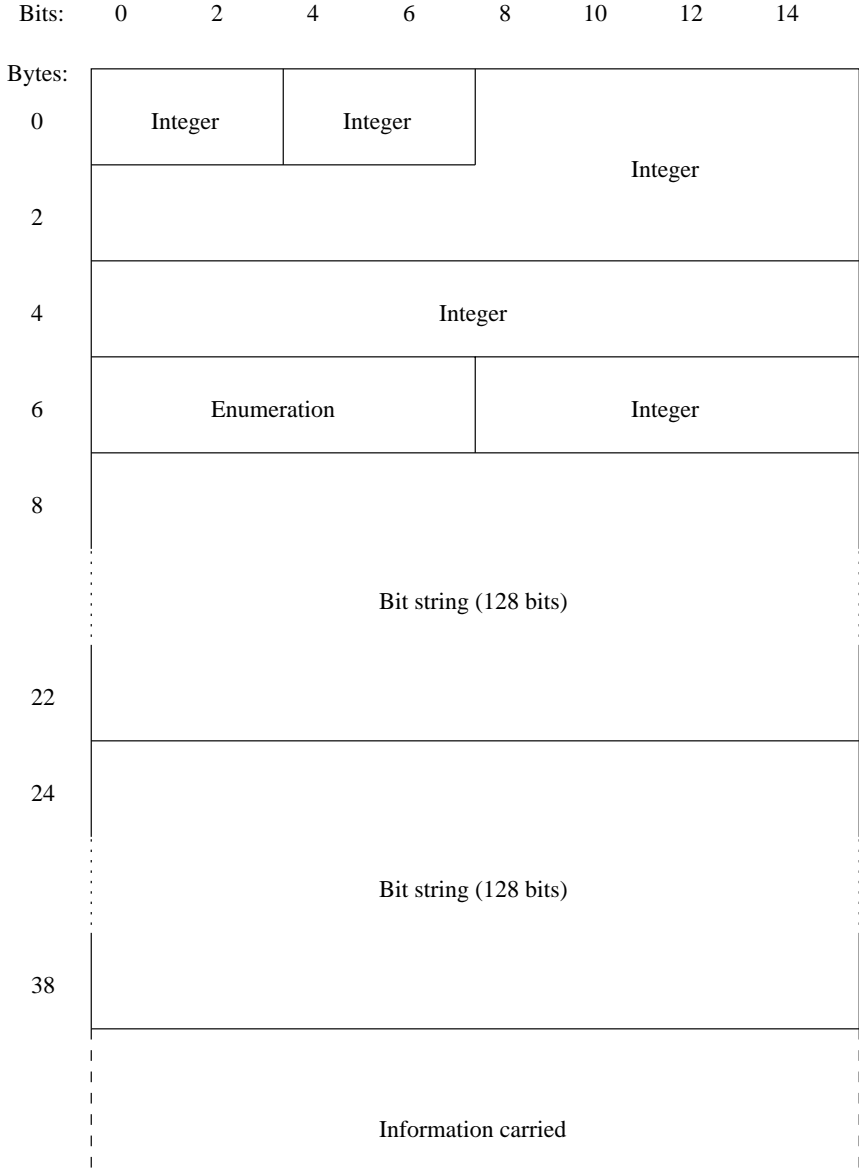 Bits: 0 2 4 6 8 10 12 14
Bytes:
0 Integer Integer
Integer
2
4 Integer
6 Enumeration Integer
8
Bit string (128 bits)
22
24
Bit string (128 bits)
38
Information carried